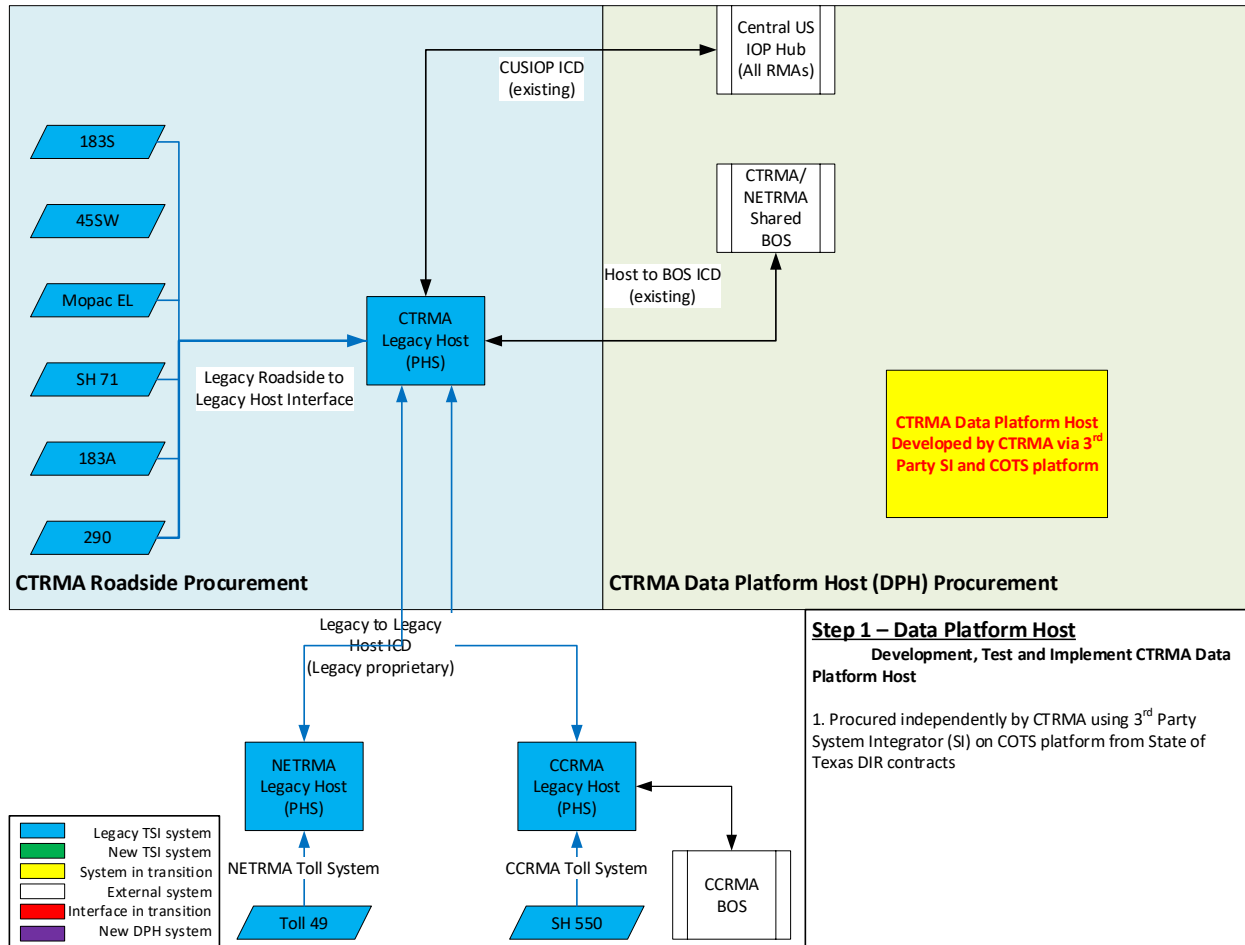 Central US
IOP Hub
(All RMAs)
CUSIOP ICD
(existing)
183S
45SW
Mopac EL
SH 71
183A
290
CTRMA/
NETRMA
Shared
BOS
Host to BOS ICD
(existing)
CTRMA
Legacy Host
(PHS)
Legacy Roadside to
Legacy Host Interface
CTRMA Data Platform Host
Developed by CTRMA via 3rd
Party SI and COTS platform
CTRMA Roadside Procurement
CTRMA Data Platform Host (DPH) Procurement
Legacy to Legacy
Host ICD
(Legacy proprietary)
Step 1 – Data Platform Host
Development, Test and Implement CTRMA Data
Platform Host
1. Procured independently by CTRMA using 3rd Party
System Integrator (SI) on COTS platform from State of
Texas DIR contracts
NETRMA
Legacy Host
(PHS)
CCRMA
Legacy Host
(PHS)
NETRMA Toll System
CCRMA Toll System
Toll 49
SH 550
CCRMA
BOS
Legacy TSI system
New TSI system
System in transition
External system
Interface in transition
New DPH system